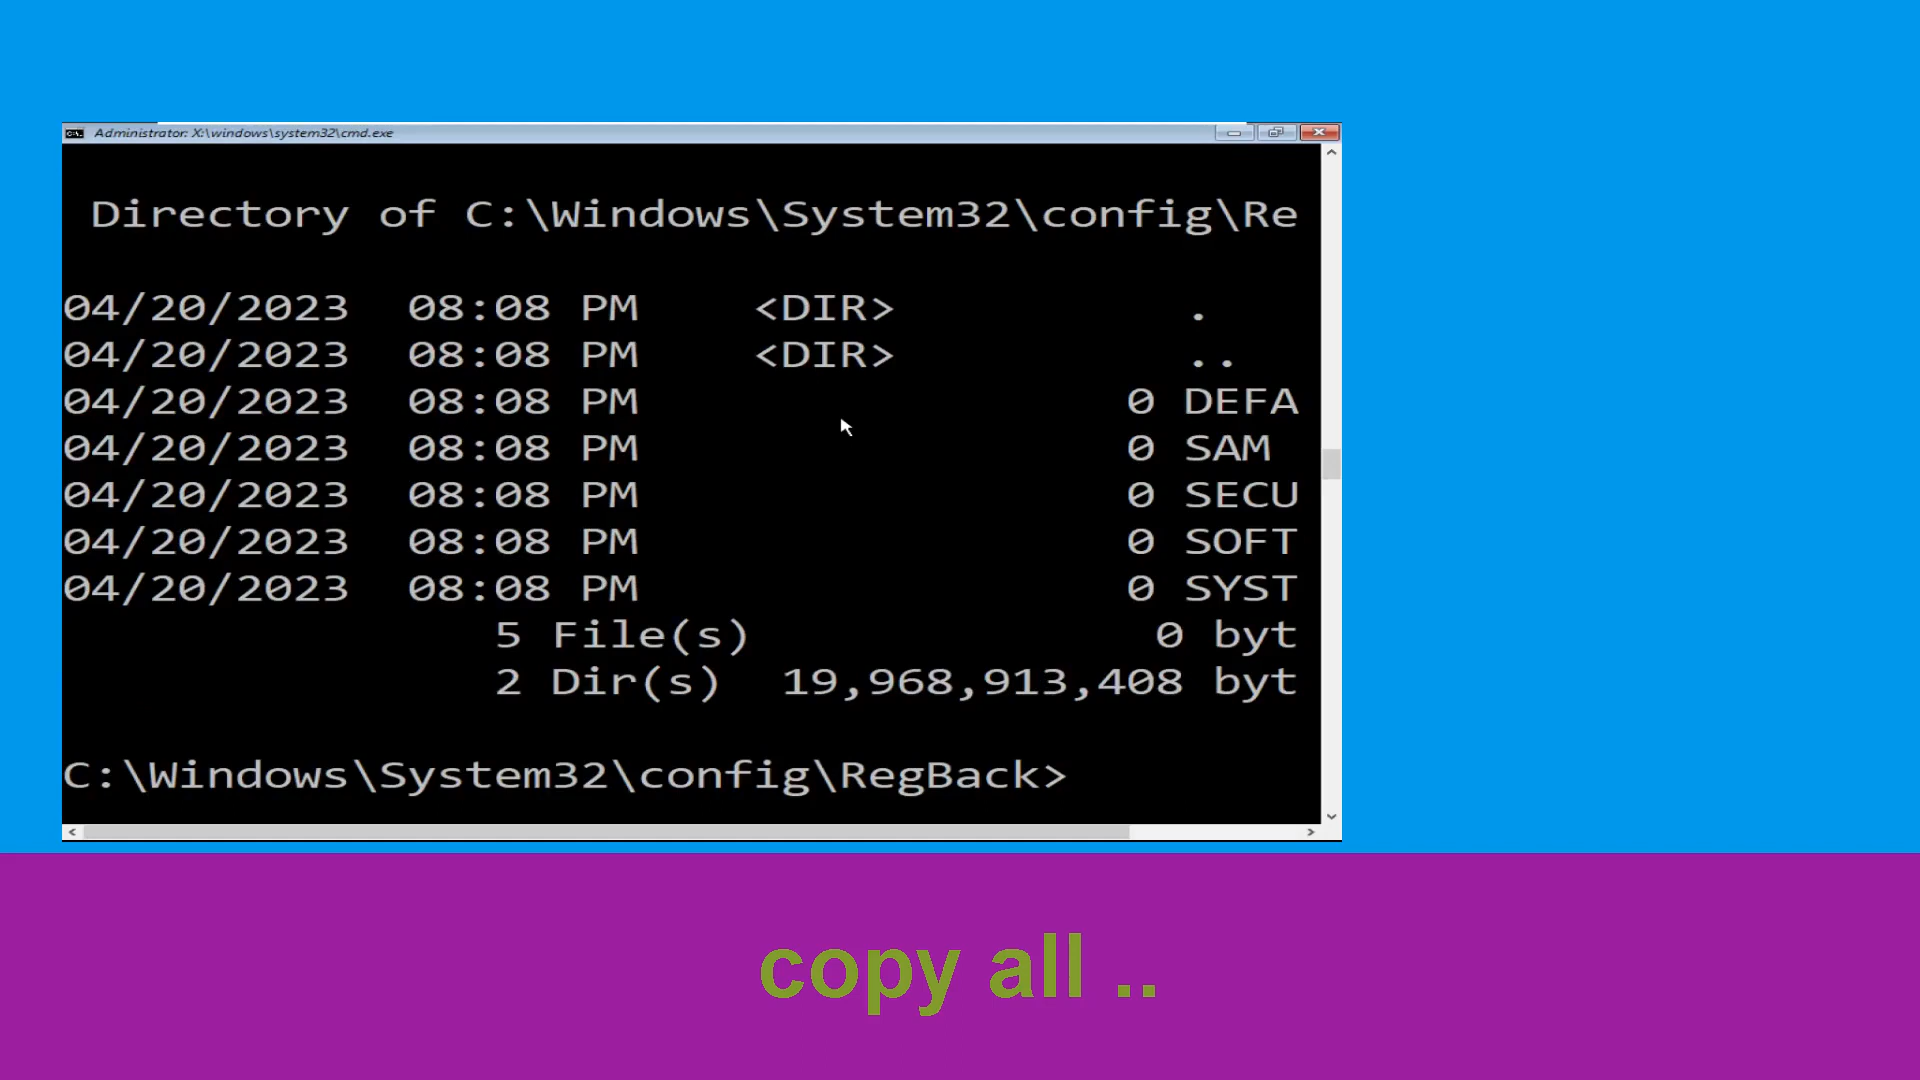 Administrator: X:\windows\system32\cmd.exe
Directory of C:\Windows\System32\config\Re
04/20/2023 08:08 PM <DIR> .
04/20/2023 08:08 PM <DIR> ..
04/20/2023 08:08 PM 0 DEFA
04/20/2023 08:08 PM 0 SAM
04/20/2023 08:08 PM 0 SECU
04/20/2023 08:08 PM 0 SOFT
04/20/2023 08:08 PM 0 SYST
5 File(s) 0 byt
2 Dir(s) 19,968,913,408 byt
C:\Windows\System32\config\RegBack>
copy all ..